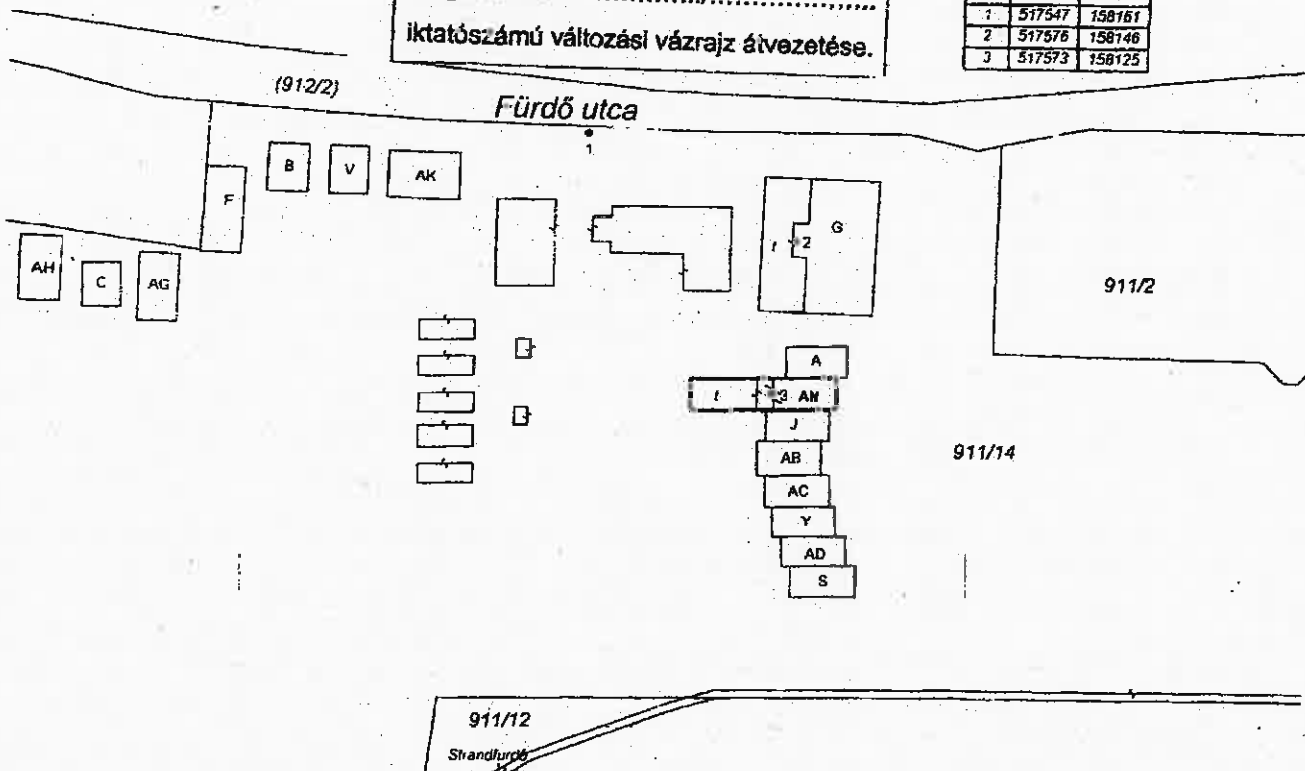 iktatószámú változási vázrajz átvezetése.
1 517547 158161
2 517576 158146
3 517573 158125
(912/2)
Fürdő utca
1
B
V
AK
F
AH
C
AG
t
2
G
911/2
A
t
3
AN
J
AB
AC
Y
AD
S
911/14
911/12
Strandfürdő